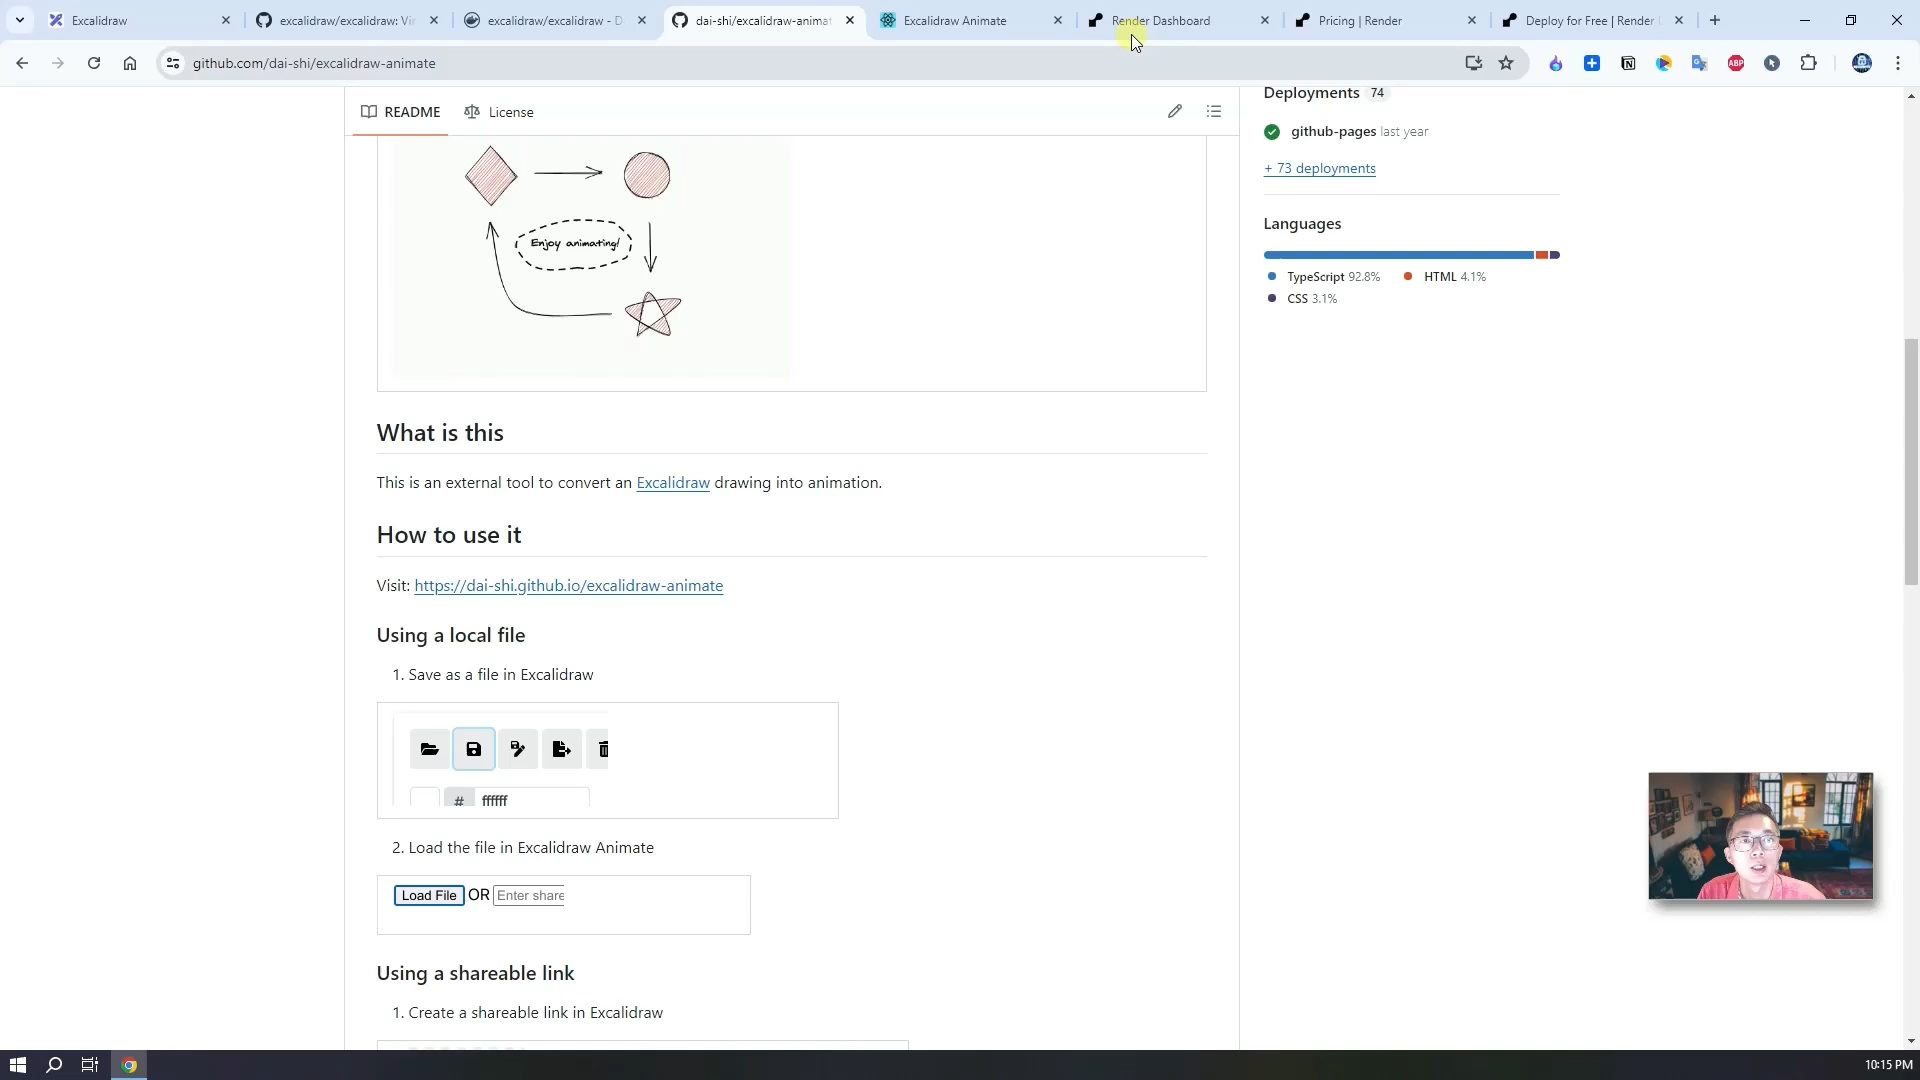 Excalidraw
excalidraw/excalidraw: Vir
excalidraw/excalidraw - D
dai-shi/excalidraw-animat
Excalidraw Animate
Render Dashboard
Pricing | Render
Deploy for Free | Render
github.com/dai-shi/excalidraw-animate
ABP
README
License
Deployments 74
github-pages last year
+ 73 deployments
Languages
TypeScript 92.8%
HTML 4.1%
CSS 3.1%
Enjoy animating!
What is this
This is an external tool to convert an Excalidraw drawing into animation.
How to use it
Visit: https://dai-shi.github.io/excalidraw-animate
Using a local file
1. Save as a file in Excalidraw
# ffffff
2. Load the file in Excalidraw Animate
Load File OR Enter share
Using a shareable link
1. Create a shareable link in Excalidraw
10:15 PM